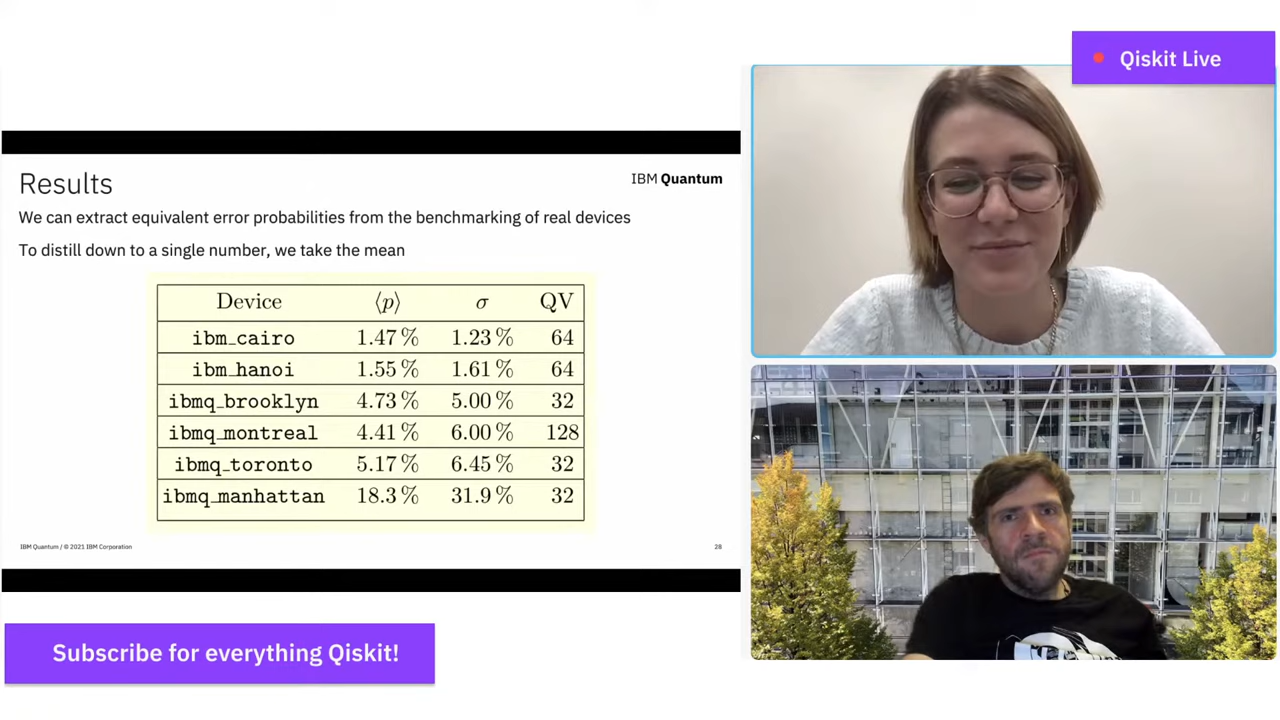 Qiskit Live
Results
IBM Quantum
We can extract equivalent error probabilities from the benchmarking of real devices
To distill down to a single number, we take the mean
Device ⟨p⟩ σ QV
ibm_cairo 1.47% 1.23% 64
ibm_hanoi 1.55% 1.61% 64
ibmq_brooklyn 4.73% 5.00% 32
ibmq_montreal 4.41% 6.00% 128
ibmq_toronto 5.17% 6.45% 32
ibmq_manhattan 18.3% 31.9% 32
IBM Quantum / © 2021 IBM Corporation
28
Subscribe for everything Qiskit!